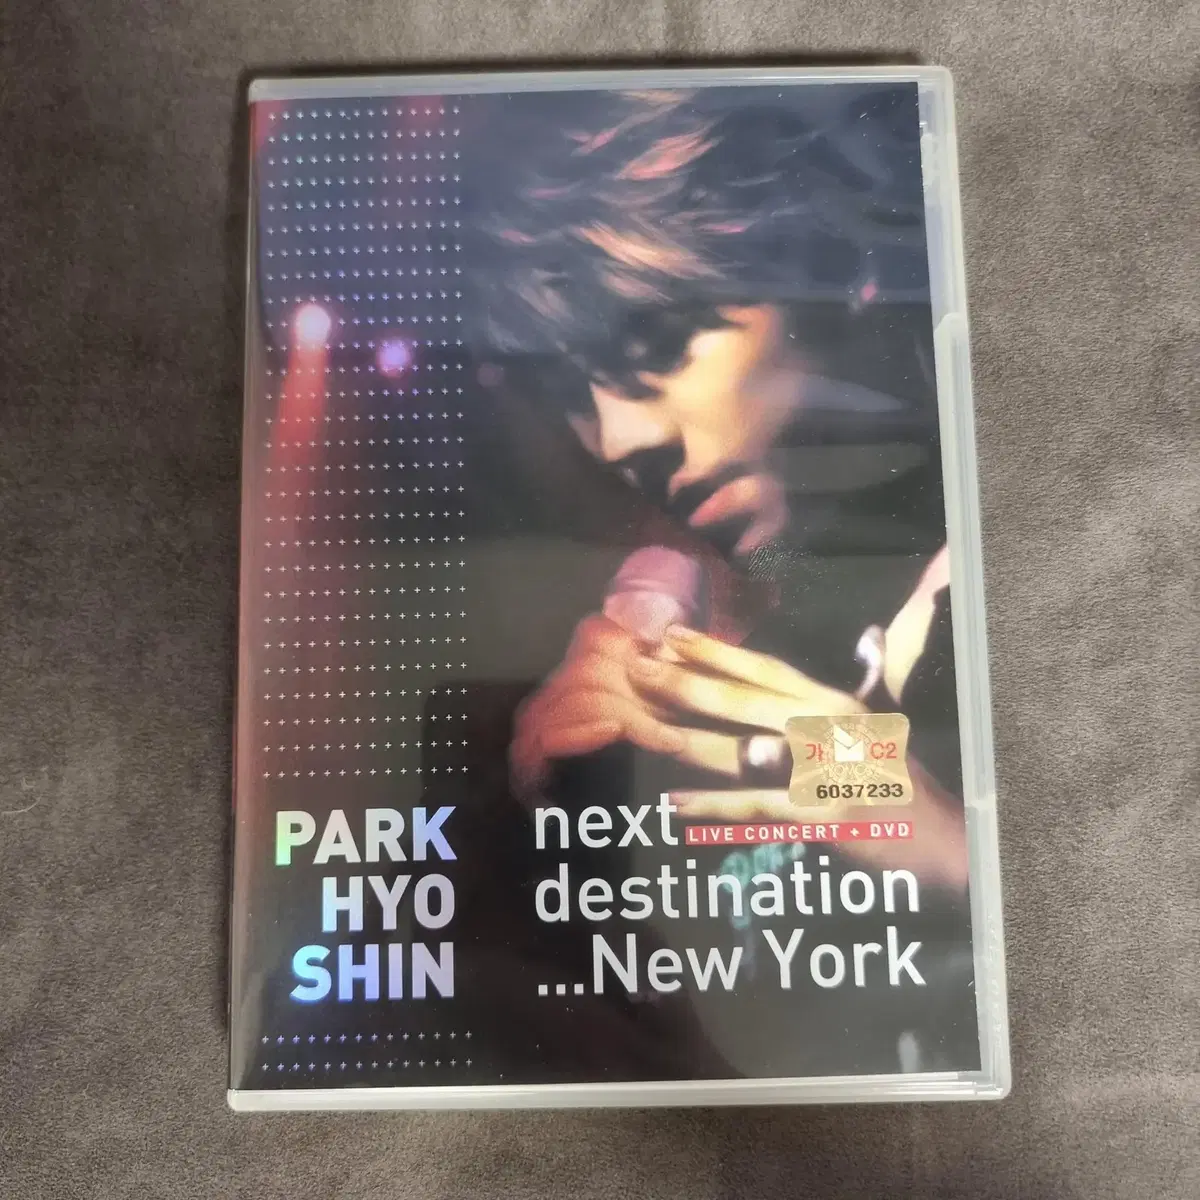 PARK
HYO
SHIN
next
LIVE CONCERT + DVD
destination
...New York
가 C2
6037233